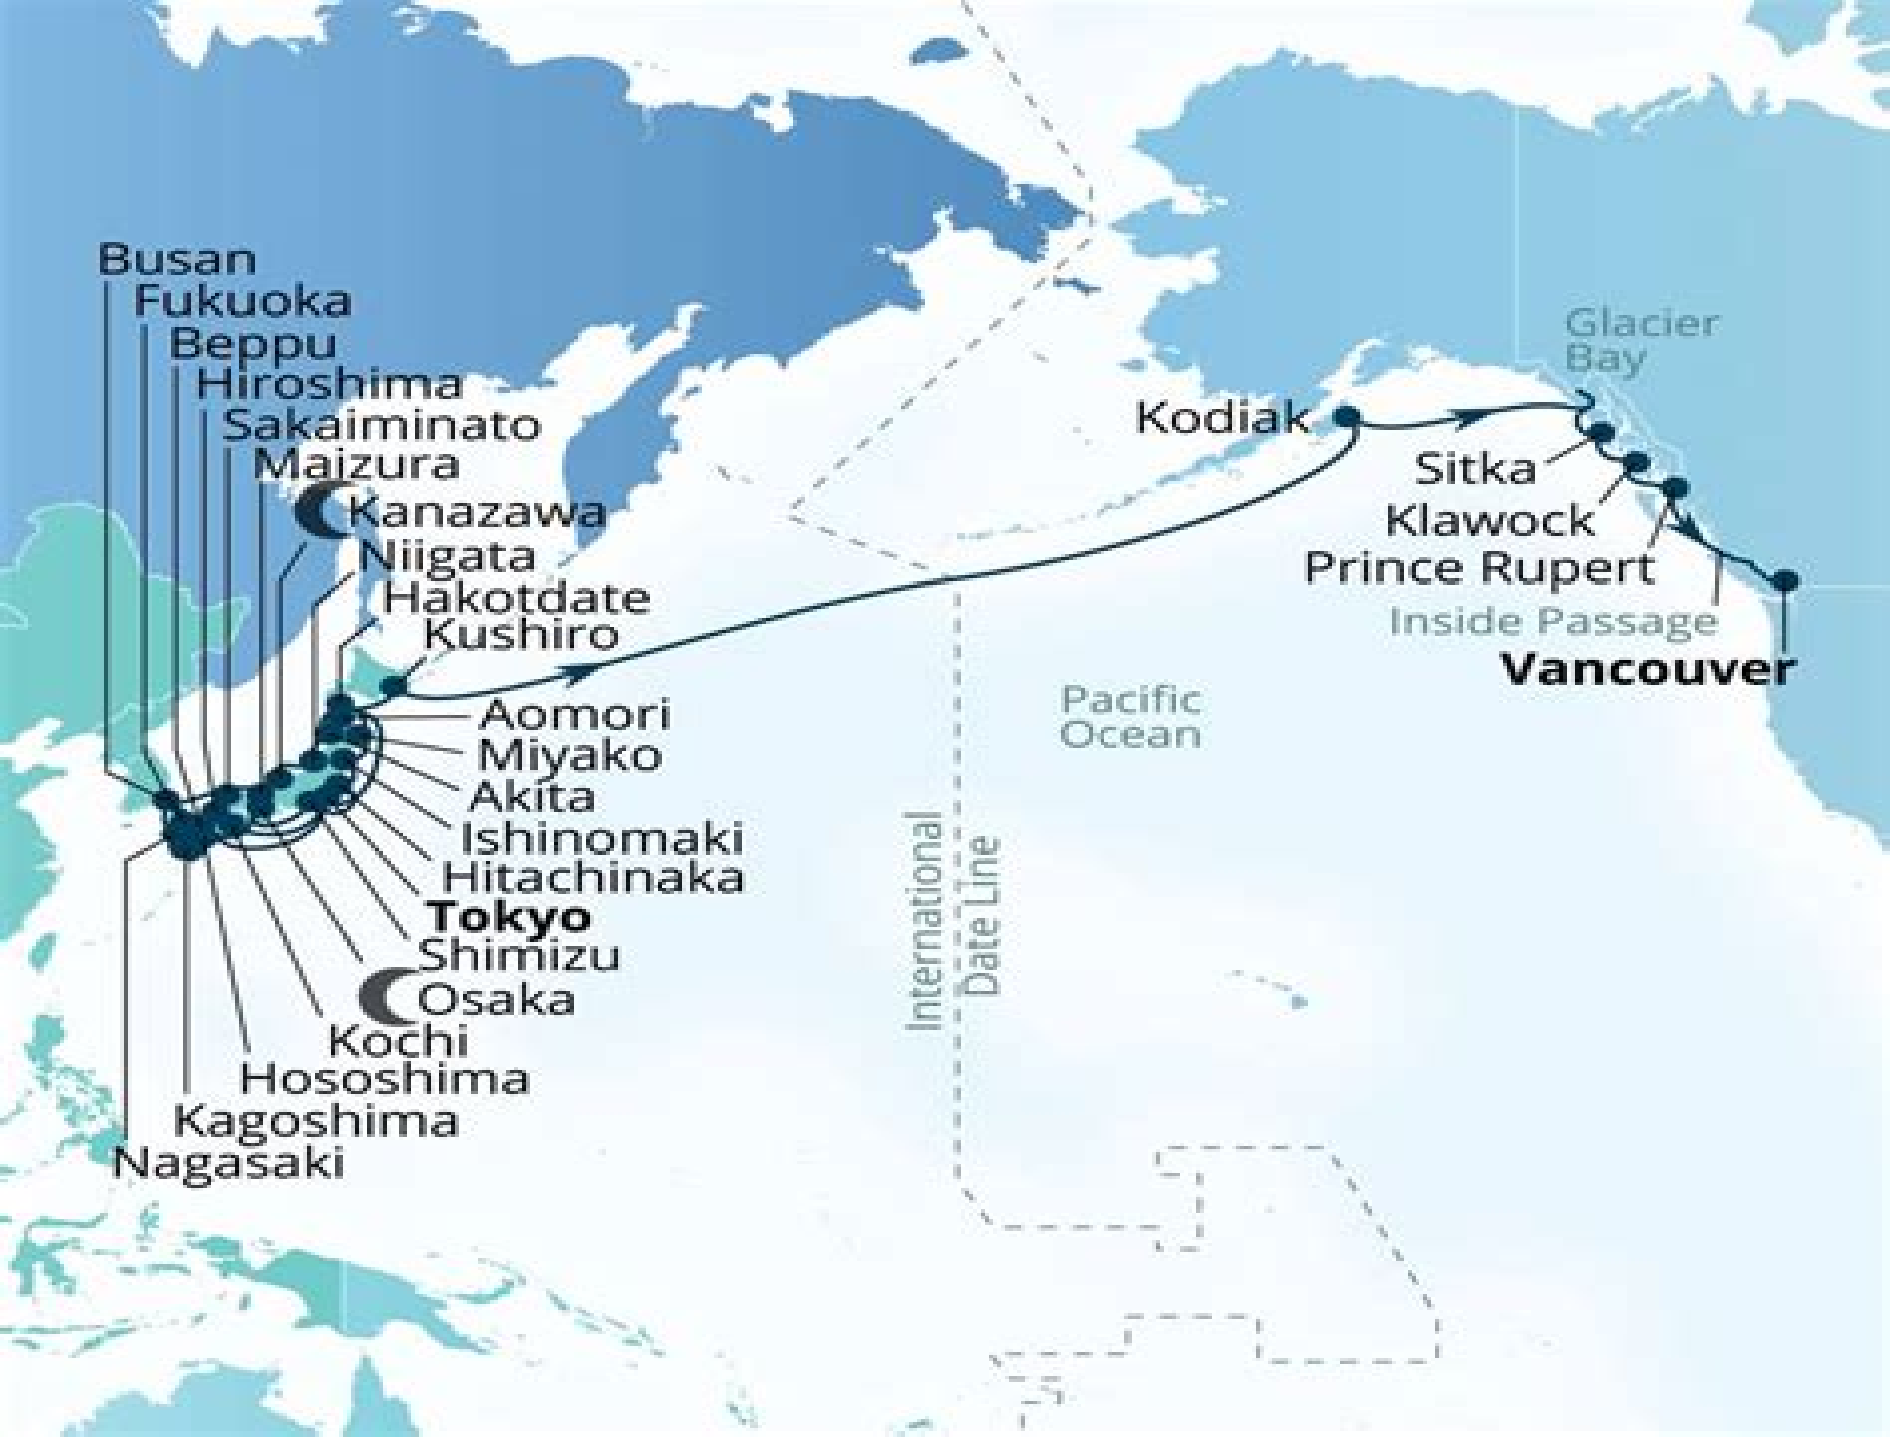 Busan
Fukuoka
Beppu
Hiroshima
Sakaiminato
Maizura
Kanazawa
Niigata
Hakotdate
Kushiro
Aomori
Miyako
Akita
Ishinomaki
Hitachinaka
Tokyo
Shimizu
Osaka
Kochi
Hososhima
Kagoshima
Nagasaki
International
Date Line
Pacific
Ocean
Kodiak
Glacier
Bay
Sitka
Klawock
Prince Rupert
Inside Passage
Vancouver